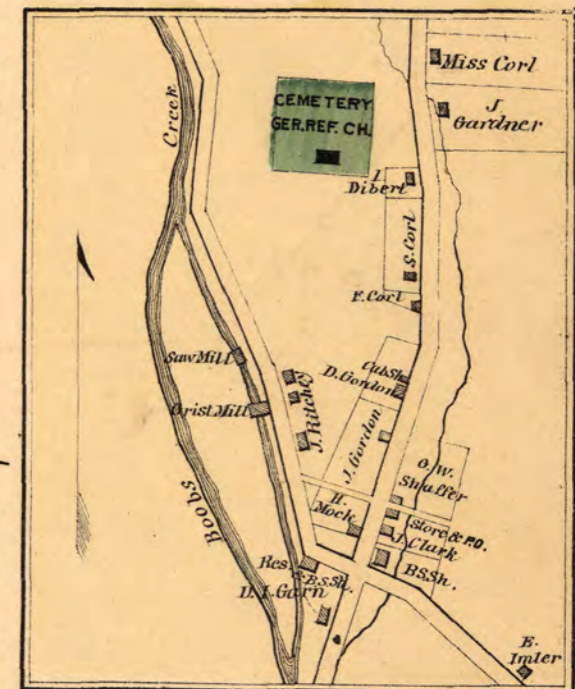 Miss Corl
J.
Gardner
CEMETERY
GER. REF. CH.
Creek
I.
Dibert
S. Corl
F. Corl
Saw Mill
Grist Mill
J. Ritchey
Cab Sh.
D. Gordon
J. Gordon
G. W.
Shaffer
H.
Mock
Store & P.O.
J. Clark
B.S.Sh.
Boobs
Res.
& B.S.Sh.
D. I. Garn
E.
Imler